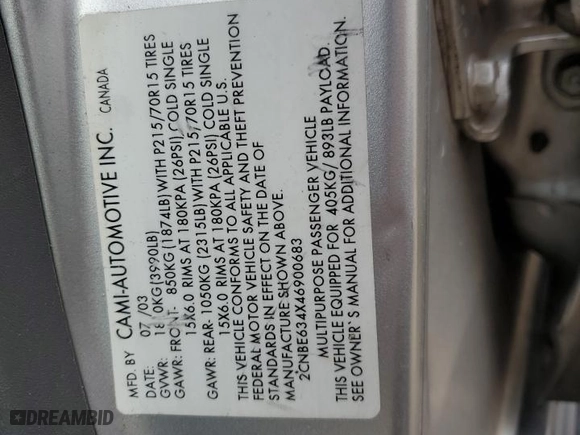 MFD. BY CAMI-AUTOMOTIVE INC. CANADA
DATE: 07/03
GVWR: KG(3990LB)
GAWR: FRONT- 850KG(1874LB) WITH P215/70R15 TIRES
15X6.0 RIMS AT 180KPA (26PSI) COLD SINGLE
GAWR: REAR- 1050KG (2315LB) WITH P215/70R15 TIRES
15X6.0 RIMS AT 180KPA (26PSI) COLD SINGLE
THIS VEHICLE CONFORMS TO ALL APPLICABLE U.S.
FEDERAL MOTOR VEHICLE SAFETY AND THEFT PREVENTION
STANDARDS IN EFFECT ON THE DATE OF
MANUFACTURE SHOWN ABOVE.
2CNBE634X46900683
MULTIPURPOSE PASSENGER VEHICLE
THIS VEHICLE EQUIPPED FOR 405KG/ 893LB PAYLOAD.
SEE OWNER'S MANUAL FOR ADDITIONAL INFORMATION.
DREAMBID